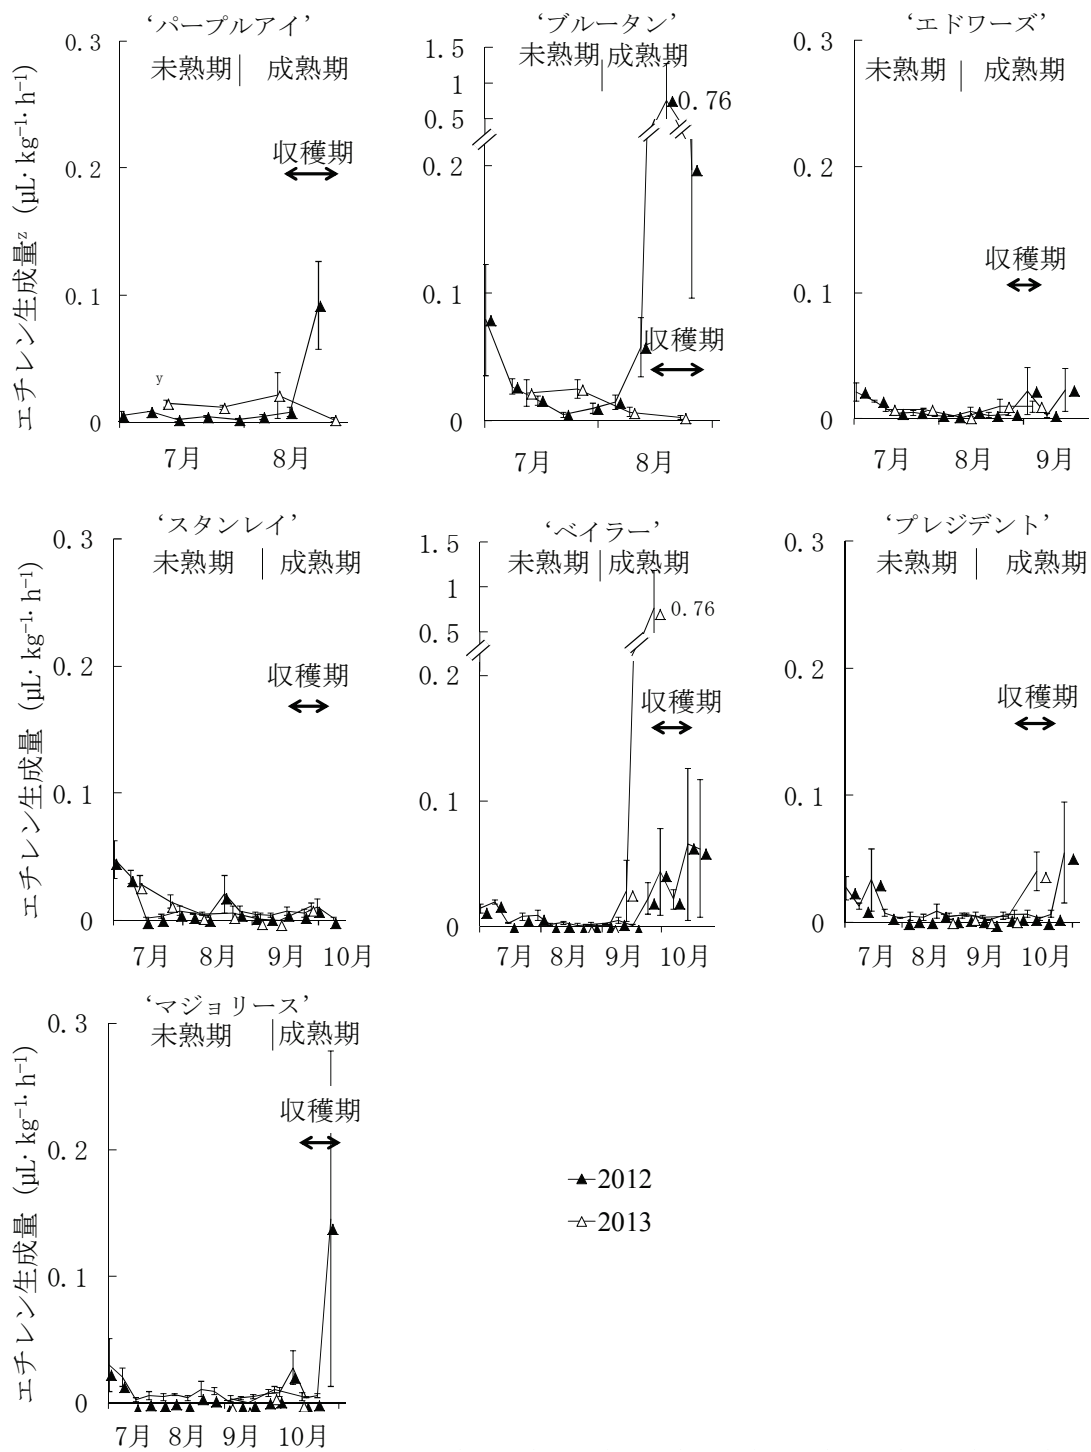 ‘パープルアイ’
エチレン生成量z (μL·kg⁻¹·h⁻¹)
0.3
0.2
0.1
0
未熟期
成熟期
収穫期
y
7月
8月
‘ブルータン’
1.5
1
0.5
0.2
0.1
0
未熟期
成熟期
0.76
収穫期
7月
8月
‘エドワーズ’
0.3
0.2
0.1
0
未熟期
成熟期
収穫期
7月
8月
9月
‘スタンレイ’
エチレン生成量 (μL·kg⁻¹·h⁻¹)
0.3
0.2
0.1
0
未熟期
成熟期
収穫期
7月
8月
9月
10月
‘ベイラー’
1.5
1
0.5
0.2
0.1
0
未熟期
成熟期
0.76
収穫期
7月
8月
9月
10月
‘プレジデント’
0.3
0.2
0.1
0
未熟期
成熟期
収穫期
7月
8月
9月
10月
‘マジョリース’
エチレン生成量 (μL·kg⁻¹·h⁻¹)
0.3
0.2
0.1
0
未熟期
成熟期
収穫期
7月
8月
9月
10月
2012
2013